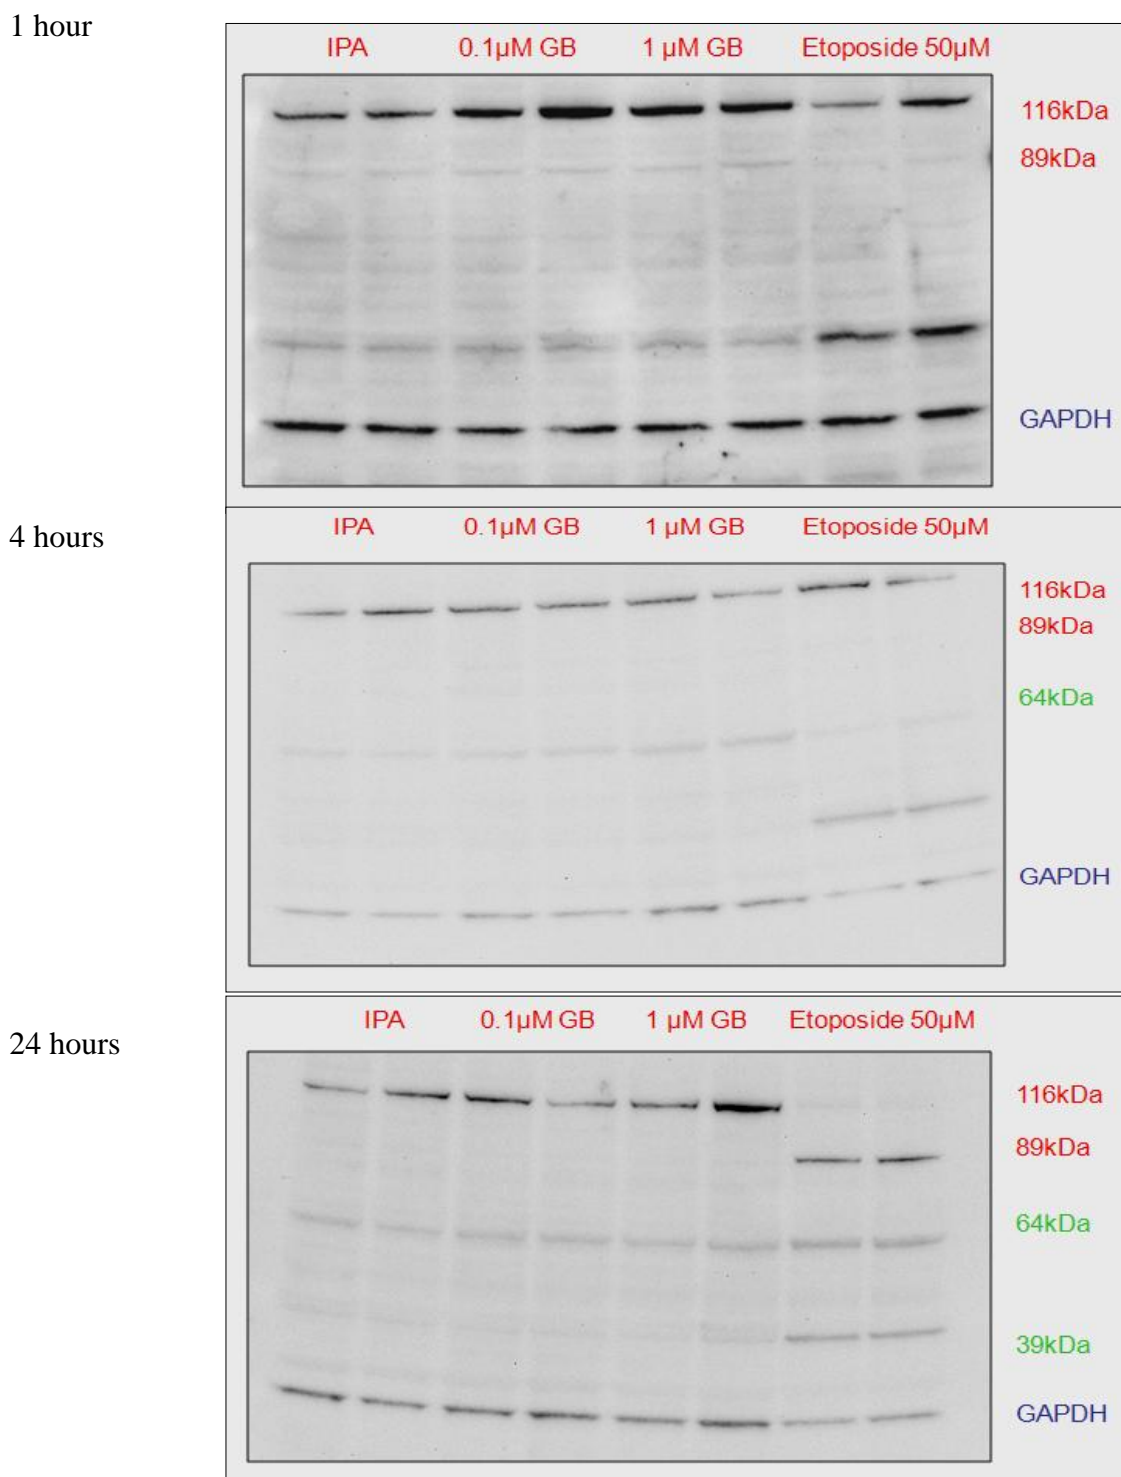 1 hour
IPA 0.1µM GB 1 µM GB Etoposide 50µM
116kDa
89kDa
GAPDH
4 hours
IPA 0.1µM GB 1 µM GB Etoposide 50µM
116kDa
89kDa
64kDa
GAPDH
24 hours
IPA 0.1µM GB 1 µM GB Etoposide 50µM
116kDa
89kDa
64kDa
39kDa
GAPDH